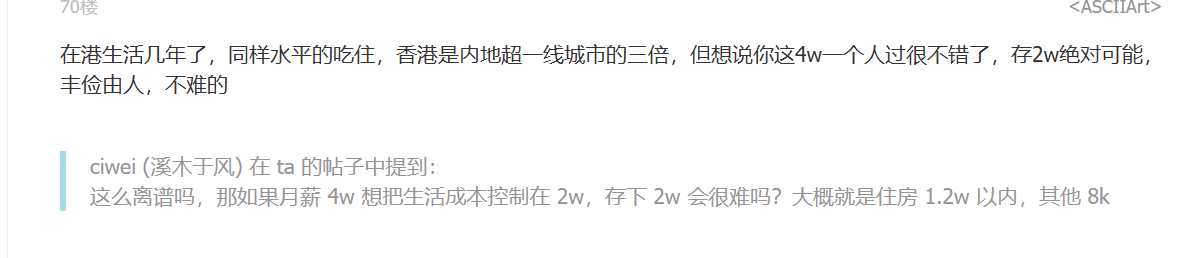 70楼
<ASCIIArt>
在港生活几年了，同样水平的吃住，香港是内地超一线城市的三倍，但想说你这4w一个人过很不错了，存2w绝对可能，
丰俭由人，不难的
ciwei (溪木于风) 在 ta 的帖子中提到：
这么离谱吗，那如果月薪 4w 想把生活成本控制在 2w，存下 2w 会很难吗？大概就是住房 1.2w 以内，其他 8k